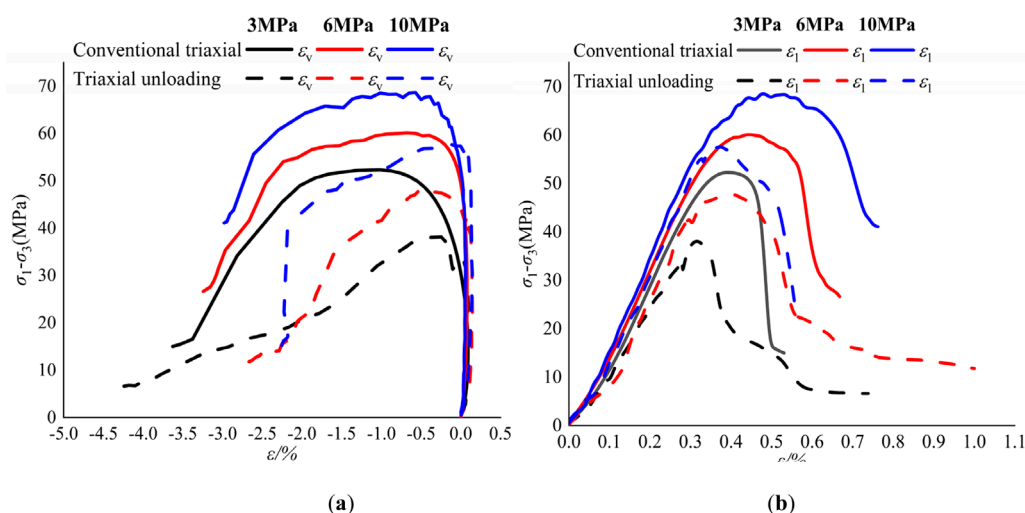 3MPa 6MPa 10MPa
Conventional triaxial εv εv εv
Triaxial unloading εv εv εv
70
60
50
40
30
20
10
0
σ1-σ3(MPa)
-5.0 -4.5 -4.0 -3.5 -3.0 -2.5 -2.0 -1.5 -1.0 -0.5 0.0 0.5
ε/%
(a)
3MPa 6MPa 10MPa
Conventional triaxial ε1 ε1 ε1
Triaxial unloading ε1 ε1 ε1
70
60
50
40
30
20
10
0
σ1-σ3(MPa)
0.0 0.1 0.2 0.3 0.4 0.5 0.6 0.7 0.8 0.9 1.0 1.1
ε/%
(b)